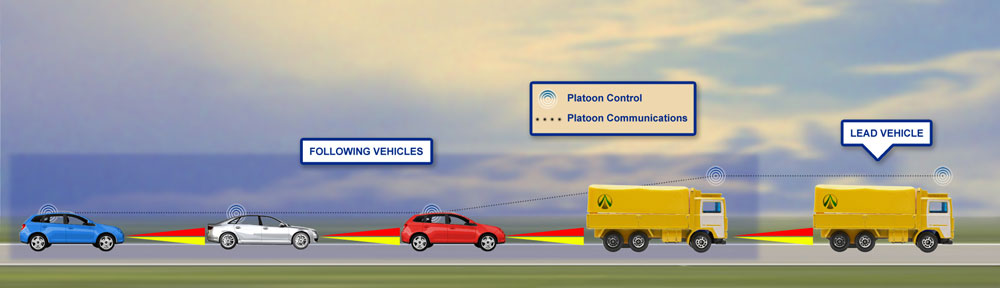 Platoon Control
Platoon Communications
LEAD VEHICLE
FOLLOWING VEHICLES